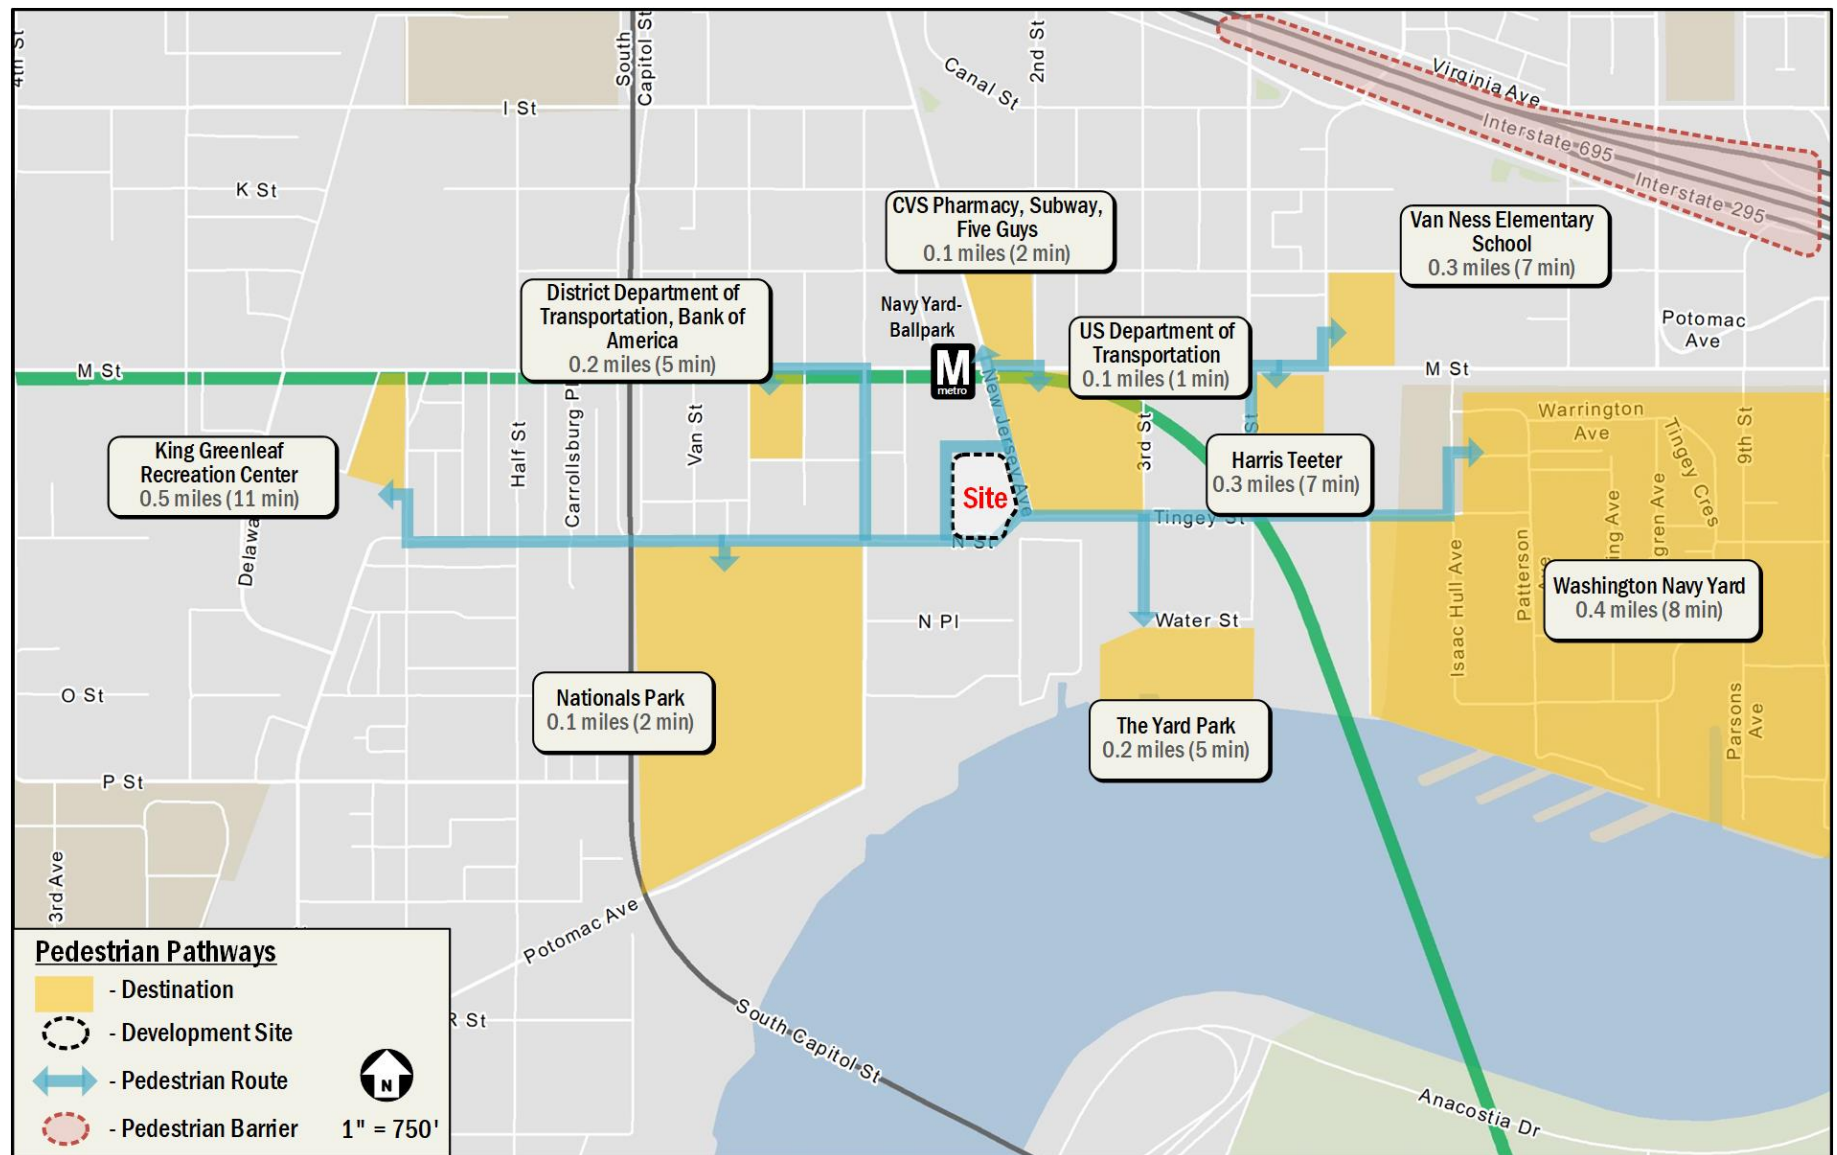 4th St
South
Capitol St
Canal St
2nd St
Virginia Ave
Interstate 695
Interstate 295
I St
K St
CVS Pharmacy, Subway,
Five Guys
0.1 miles (2 min)
Van Ness Elementary
School
0.3 miles (7 min)
District Department of
Transportation, Bank of
America
0.2 miles (5 min)
Navy Yard-
Ballpark
M
metro
US Department of
Transportation
0.1 miles (1 min)
Potomac
Ave
M St
M St
New Jersey Ave
Half St
Carrollsburg Pl
Van St
3rd St
St
Warrington
Ave
Tingey Cres
9th St
King Greenleaf
Recreation Center
0.5 miles (11 min)
Site
Harris Teeter
0.3 miles (7 min)
Tingey St
N St
Isaac Hull Ave
Patterson
Ave
Washington Navy Yard
0.4 miles (8 min)
N Pl
Water St
O St
Nationals Park
0.1 miles (2 min)
The Yard Park
0.2 miles (5 min)
Parsons
Ave
P St
3rd Ave
Potomac Ave
R St
South Capitol St
Anacostia Dr
Pedestrian Pathways
- Destination
- Development Site
- Pedestrian Route
- Pedestrian Barrier
N
1" = 750'